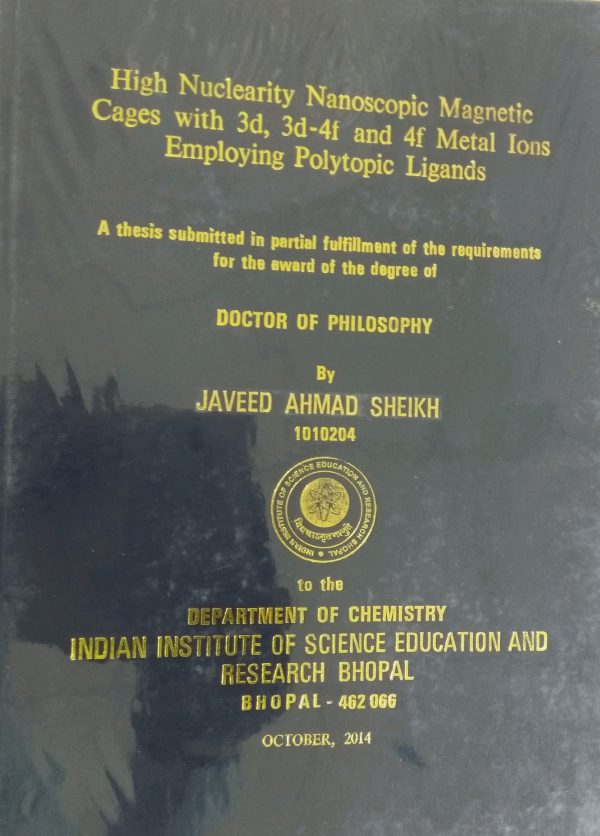 High Nuclearity Nanoscopic Magnetic
Cages with 3d, 3d-4f and 4f Metal Ions
Employing Polytopic Ligands
A thesis submitted in partial fulfillment of the requirements
for the award of the degree of
DOCTOR OF PHILOSOPHY
By
JAVEED AHMAD SHEIKH
1010204
INDIAN INSTITUTE OF SCIENCE EDUCATION AND RESEARCH BHOPAL
विद्ययाऽमृतमश्नुते
to the
DEPARTMENT OF CHEMISTRY
INDIAN INSTITUTE OF SCIENCE EDUCATION AND
RESEARCH BHOPAL
BHOPAL - 462 066
OCTOBER, 2014